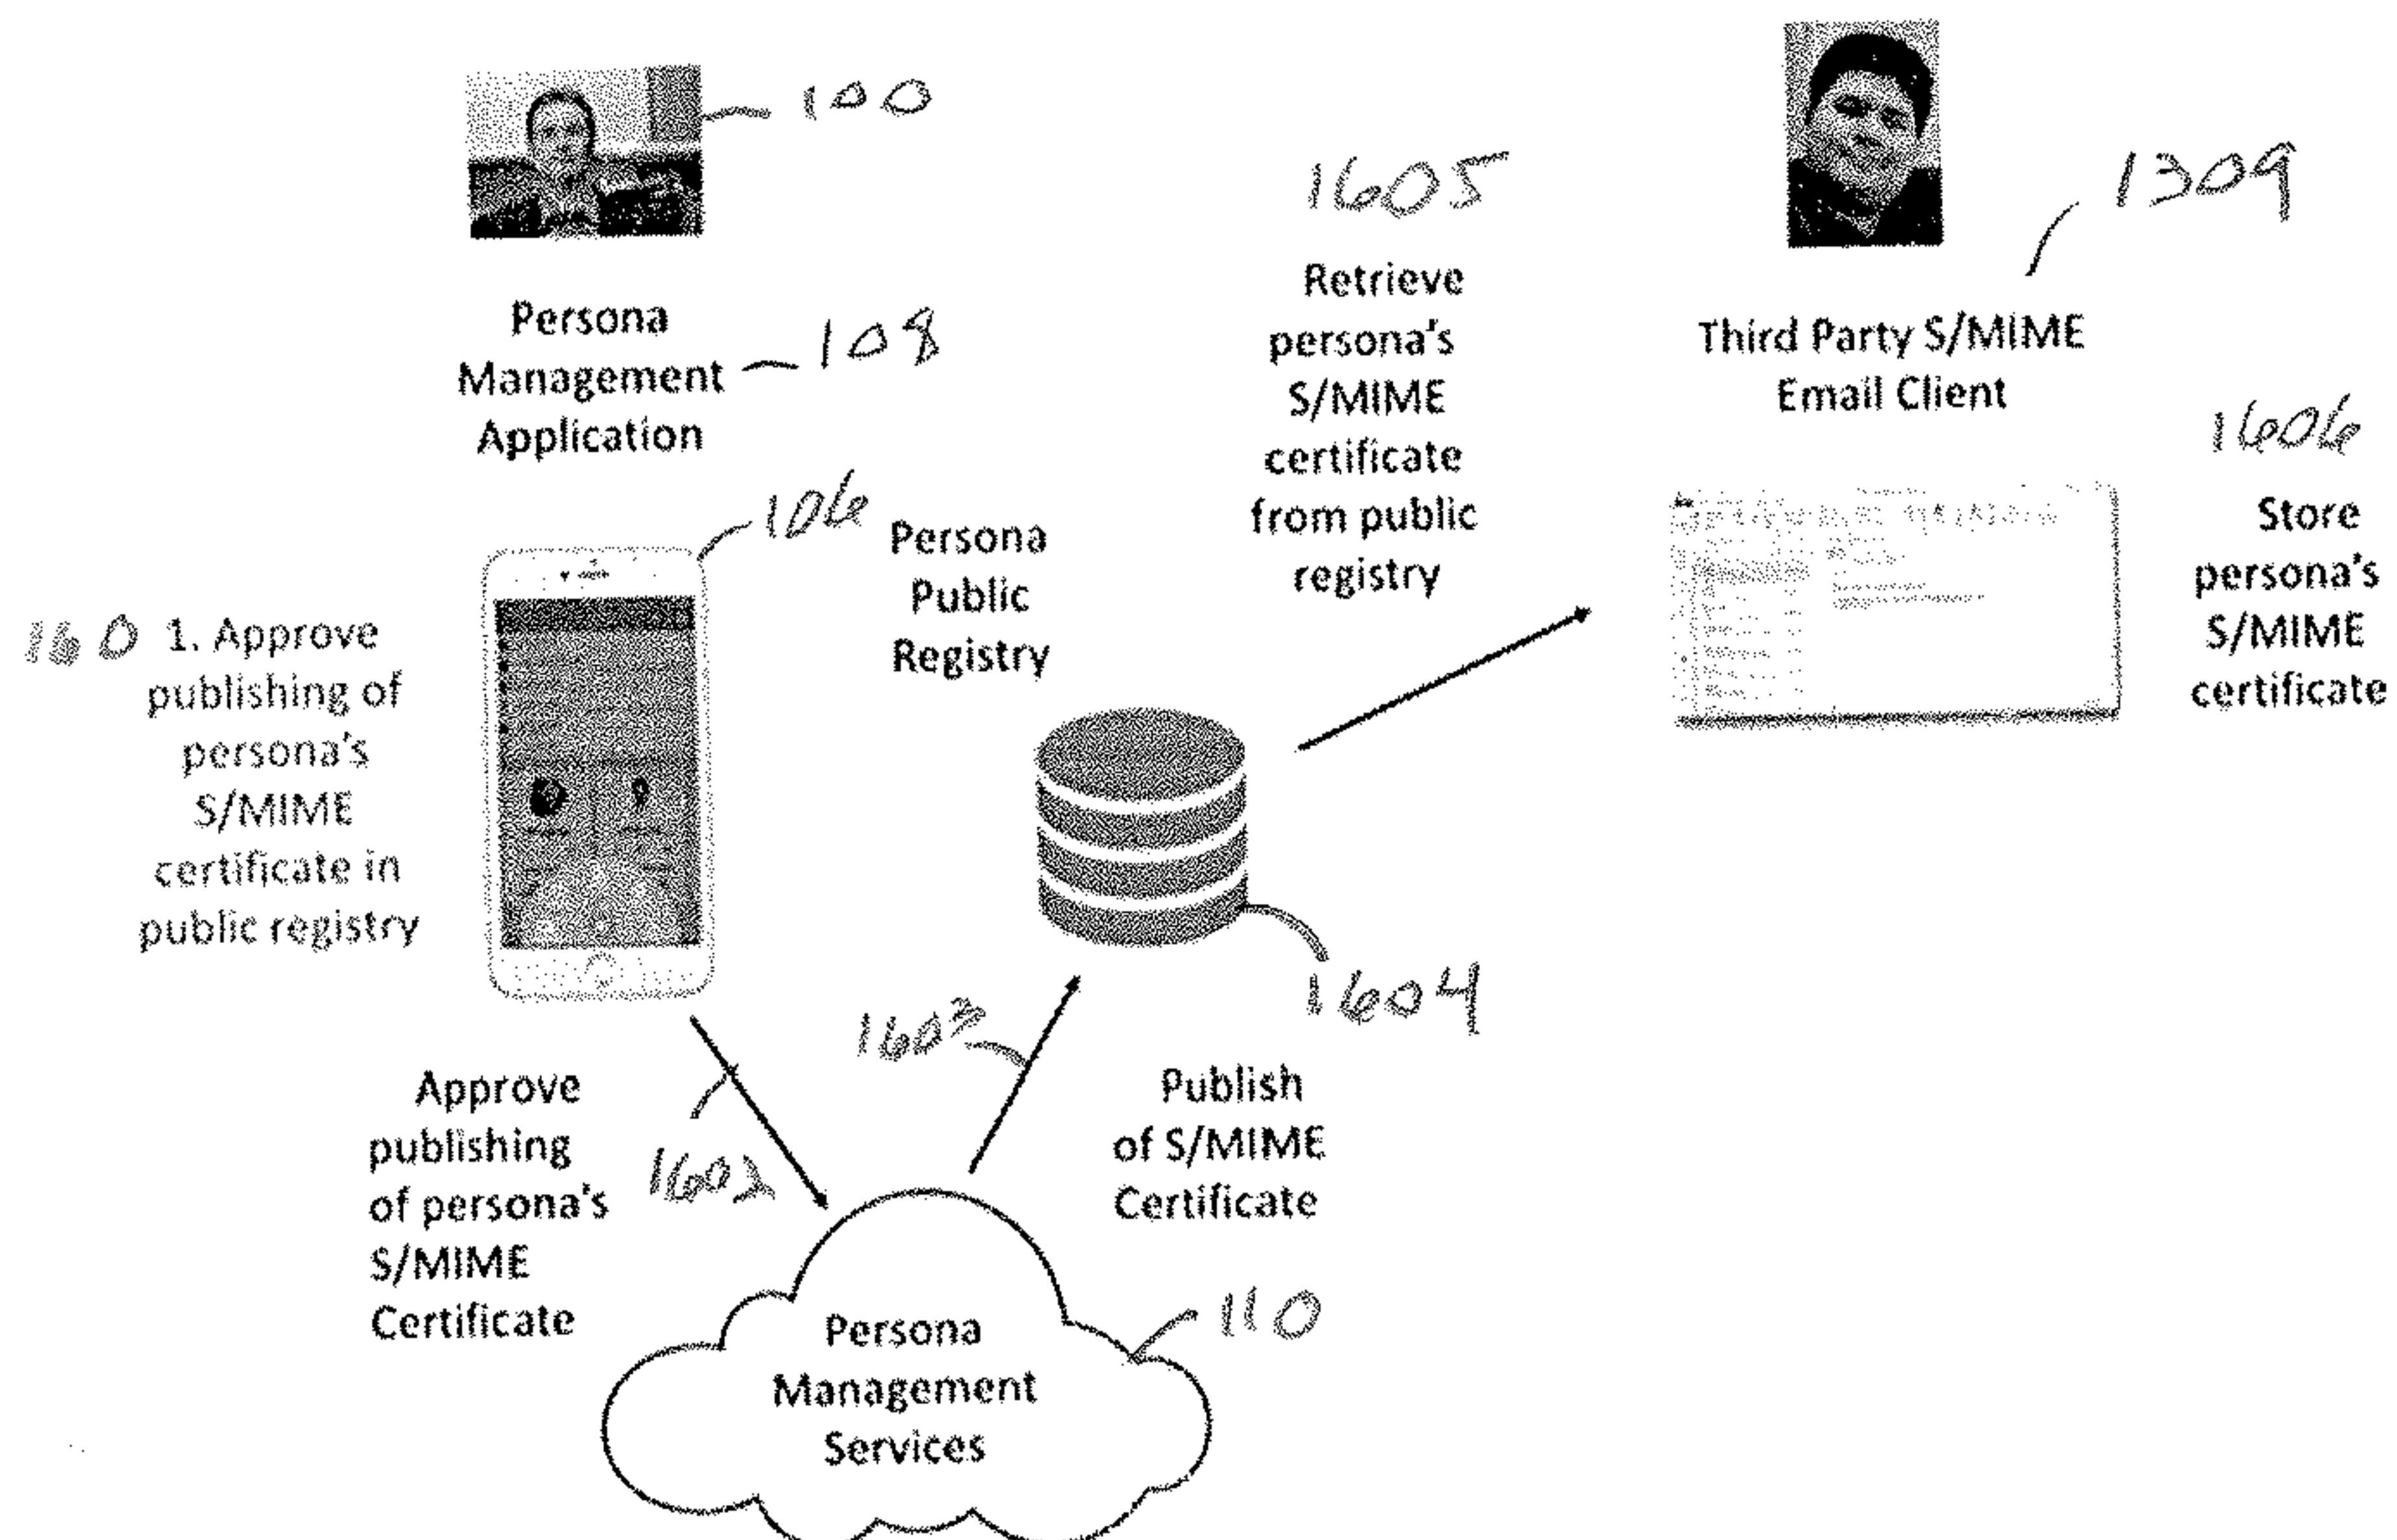 100
Persona
Management
Application
108
106
160 1. Approve
publishing of
persona's
S/MIME
certificate in
public registry
Persona
Public
Registry
1605
Retrieve
persona's
S/MIME
certificate
from public
registry
1309
Third Party S/MIME
Email Client
1606
Store
persona's
S/MIME
certificate
1604
1603
Publish
of S/MIME
Certificate
Approve
publishing
of persona's
S/MIME
Certificate
1602
Persona
Management
Services
110